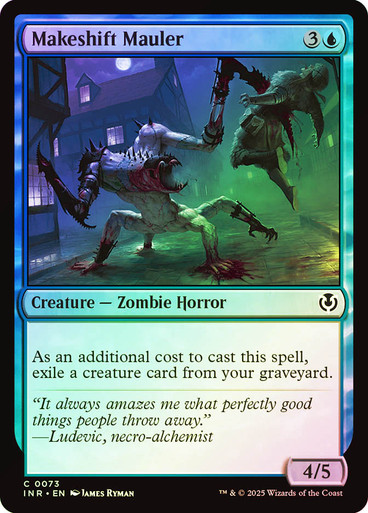 Makeshift Mauler 3
Creature — Zombie Horror
As an additional cost to cast this spell,
exile a creature card from your graveyard.
“It always amazes me what perfectly good
things people throw away.”
—Ludevic, necro-alchemist
4/5
C 0073
INR • EN James Ryman ™ & © 2025 Wizards of the Coast